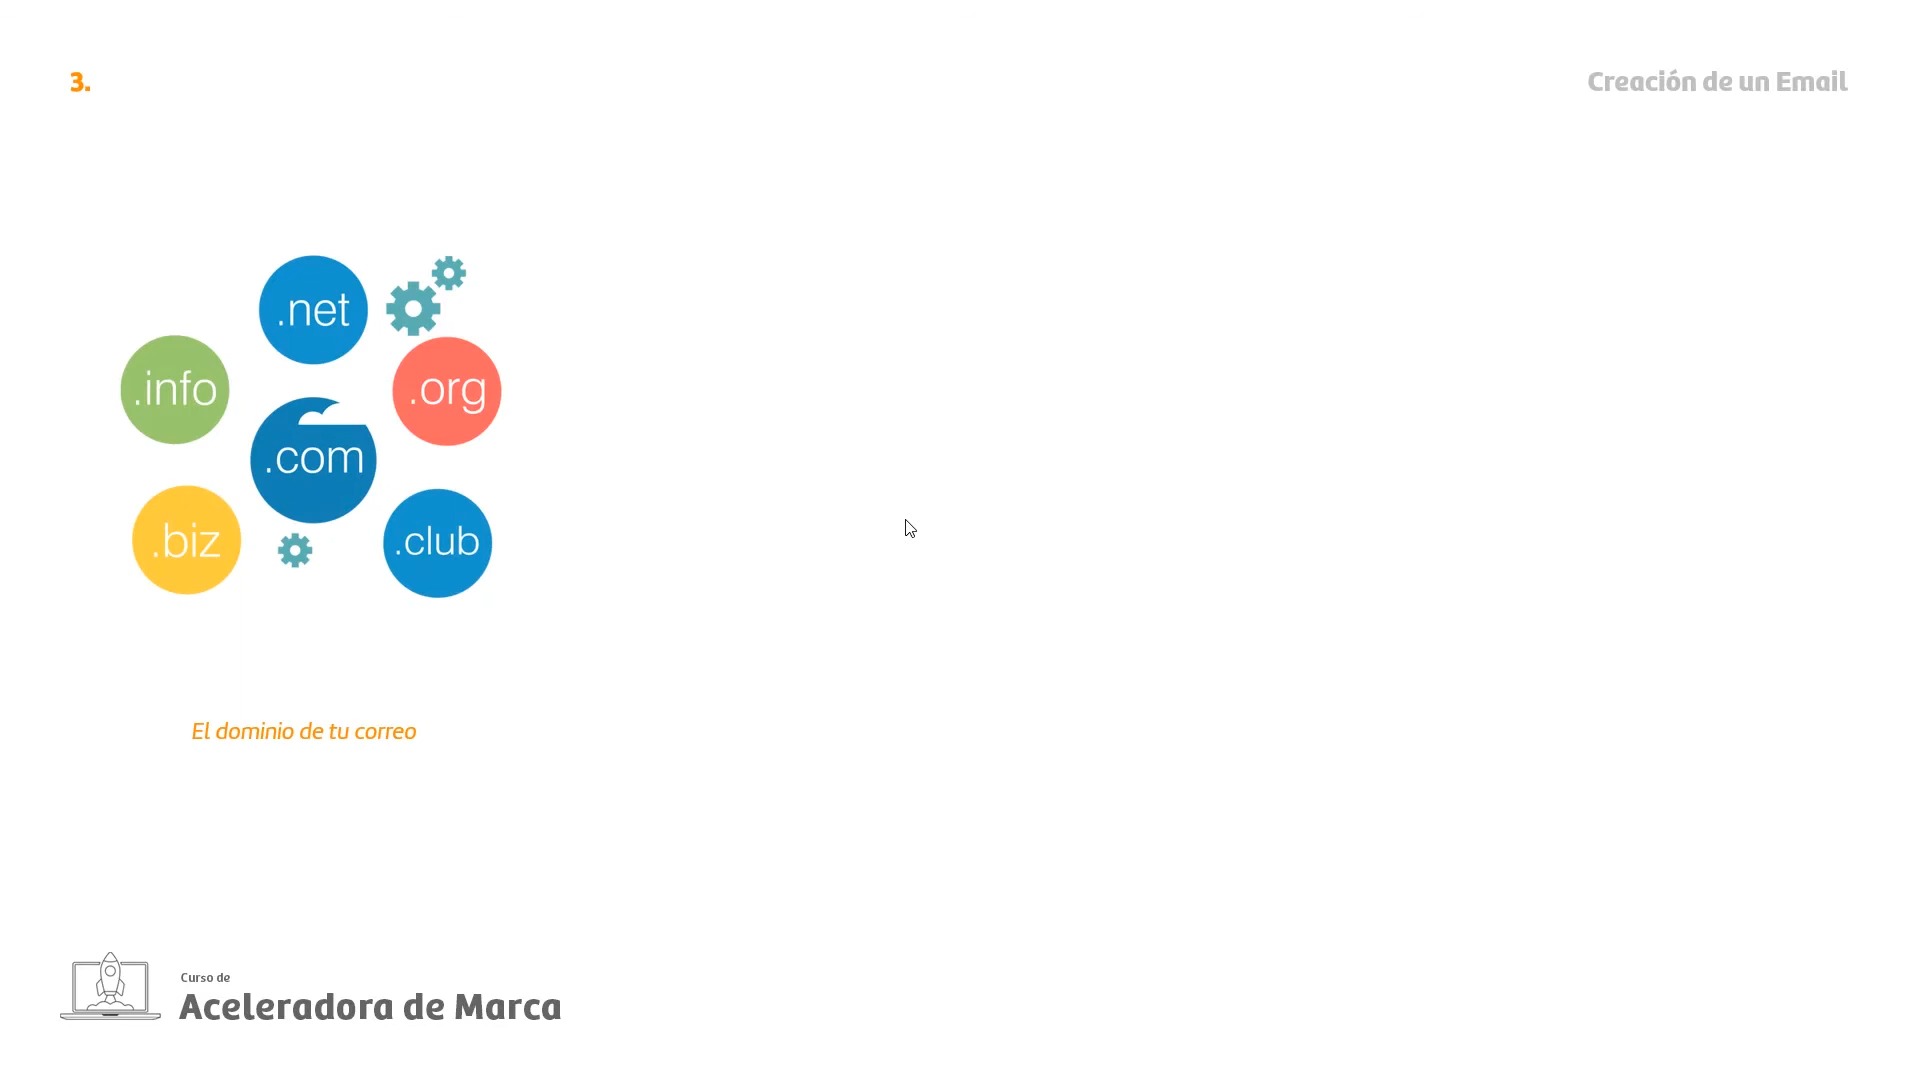 3.
Creación de un Email
.net
.info
.org
.com
.biz
.club
El dominio de tu correo
Curso de
Aceleradora de Marca